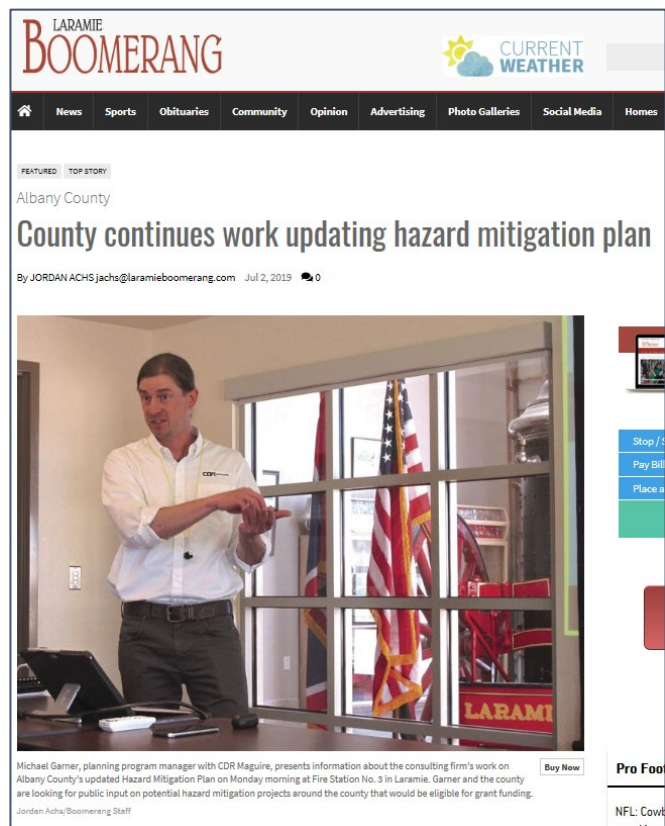 LARAMIE
BOOMERANG
CURRENT
WEATHER
News Sports Obituaries Community Opinion Advertising Photo Galleries Social Media Homes
FEATURED TOP STORY
Albany County
County continues work updating hazard mitigation plan
By JORDAN ACHS jachs@laramieboomerang.com Jul 2, 2019 0
CDR
LARAMI
Stop / S
Pay Bill
Place a
Michael Garner, planning program manager with CDR Maguire, presents information about the consulting firm's work on
Albany County's updated Hazard Mitigation Plan on Monday morning at Fire Station No. 3 in Laramie. Garner and the county
are looking for public input on potential hazard mitigation projects around the county that would be eligible for grant funding.
Jordan Achs/Boomerang Staff
Buy Now
Pro Foot
NFL: Cowb